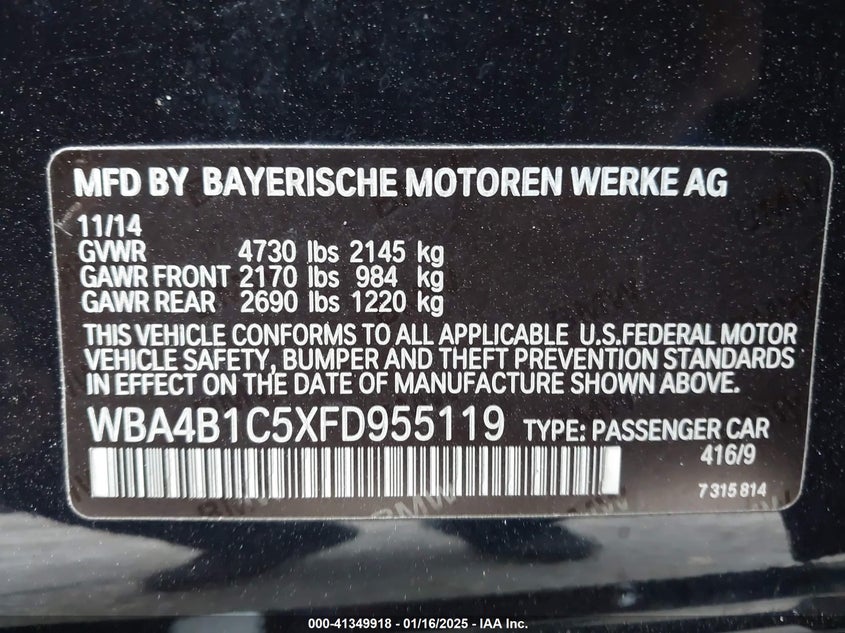 MFD BY BAYERISCHE MOTOREN WERKE AG
11/14
GVWR 4730 lbs 2145 kg
GAWR FRONT 2170 lbs 984 kg
GAWR REAR 2690 lbs 1220 kg
THIS VEHICLE CONFORMS TO ALL APPLICABLE U.S.FEDERAL MOTOR
VEHICLE SAFETY, BUMPER AND THEFT PREVENTION STANDARDS
IN EFFECT ON THE DATE OF MANUFACTURE SHOWN ABOVE.
WBA4B1C5XFD955119 TYPE: PASSENGER CAR
416/9
7 315 814
BMW
000-41349918 - 01/16/2025 - IAA Inc.